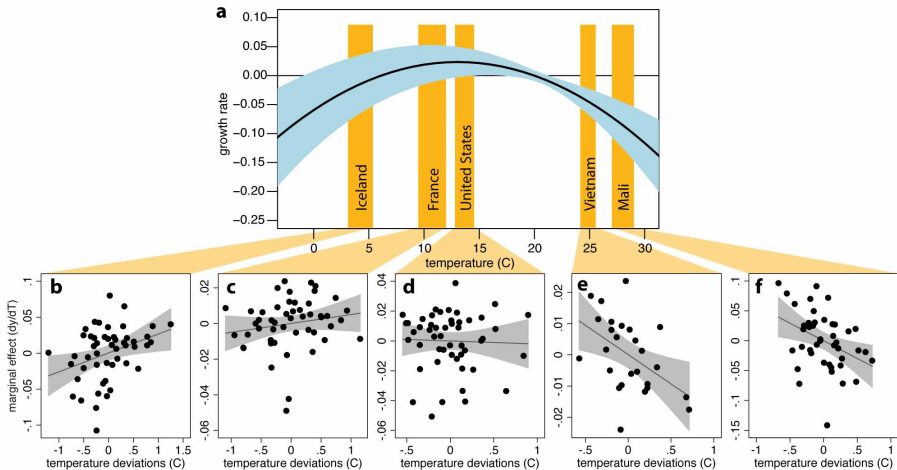 a
0.10
0.05
0.00
−0.05
−0.10
−0.15
−0.20
−0.25
growth rate
Iceland
France
United States
Vietnam
Mali
0 5 10 15 20 25 30
temperature (C)
b
.1
.05
0
.05
-.1
marginal effect (dy/dT)
-1 -.5 0 .5 1 1.5
temperature deviations (C)
c
.02
0
-.02
-.04
-.06
-1 -.5 0 .5 1
temperature deviations (C)
d
.04
.02
0
-.02
-.04
-.06
-.5 0 .5 1
temperature deviations (C)
e
.02
.01
0
-.01
-.02
-.5 0 .5 1
temperature deviations (C)
f
.1
.05
0
-.05
-.1
-.15
-1 -.5 0 .5 1
temperature deviations (C)